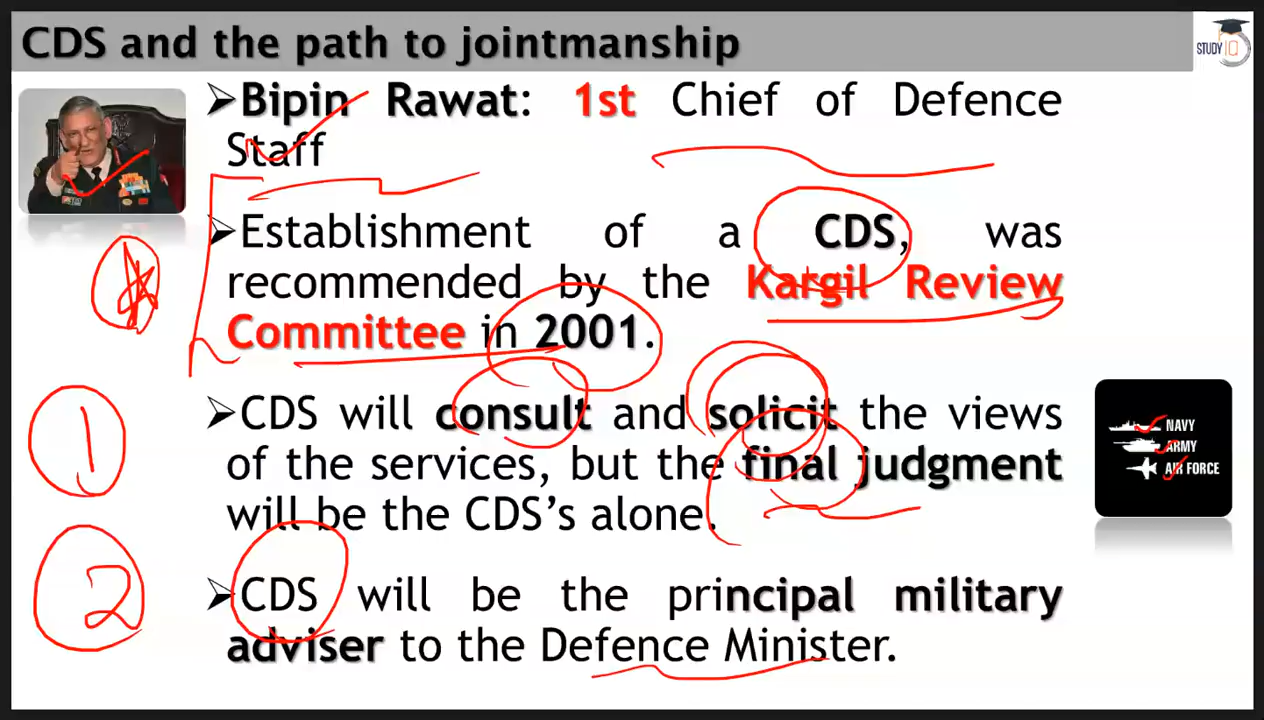 CDS and the path to jointmanship
STUDY IQ
➢Bipin Rawat: 1st Chief of Defence
Staff
➢Establishment of a CDS, was
recommended by the Kargil Review
Committee in 2001.
1
➢CDS will consult and solicit the views
of the services, but the final judgment
will be the CDS’s alone.
NAVY
ARMY
AIR FORCE
2
➢CDS will be the principal military
adviser to the Defence Minister.